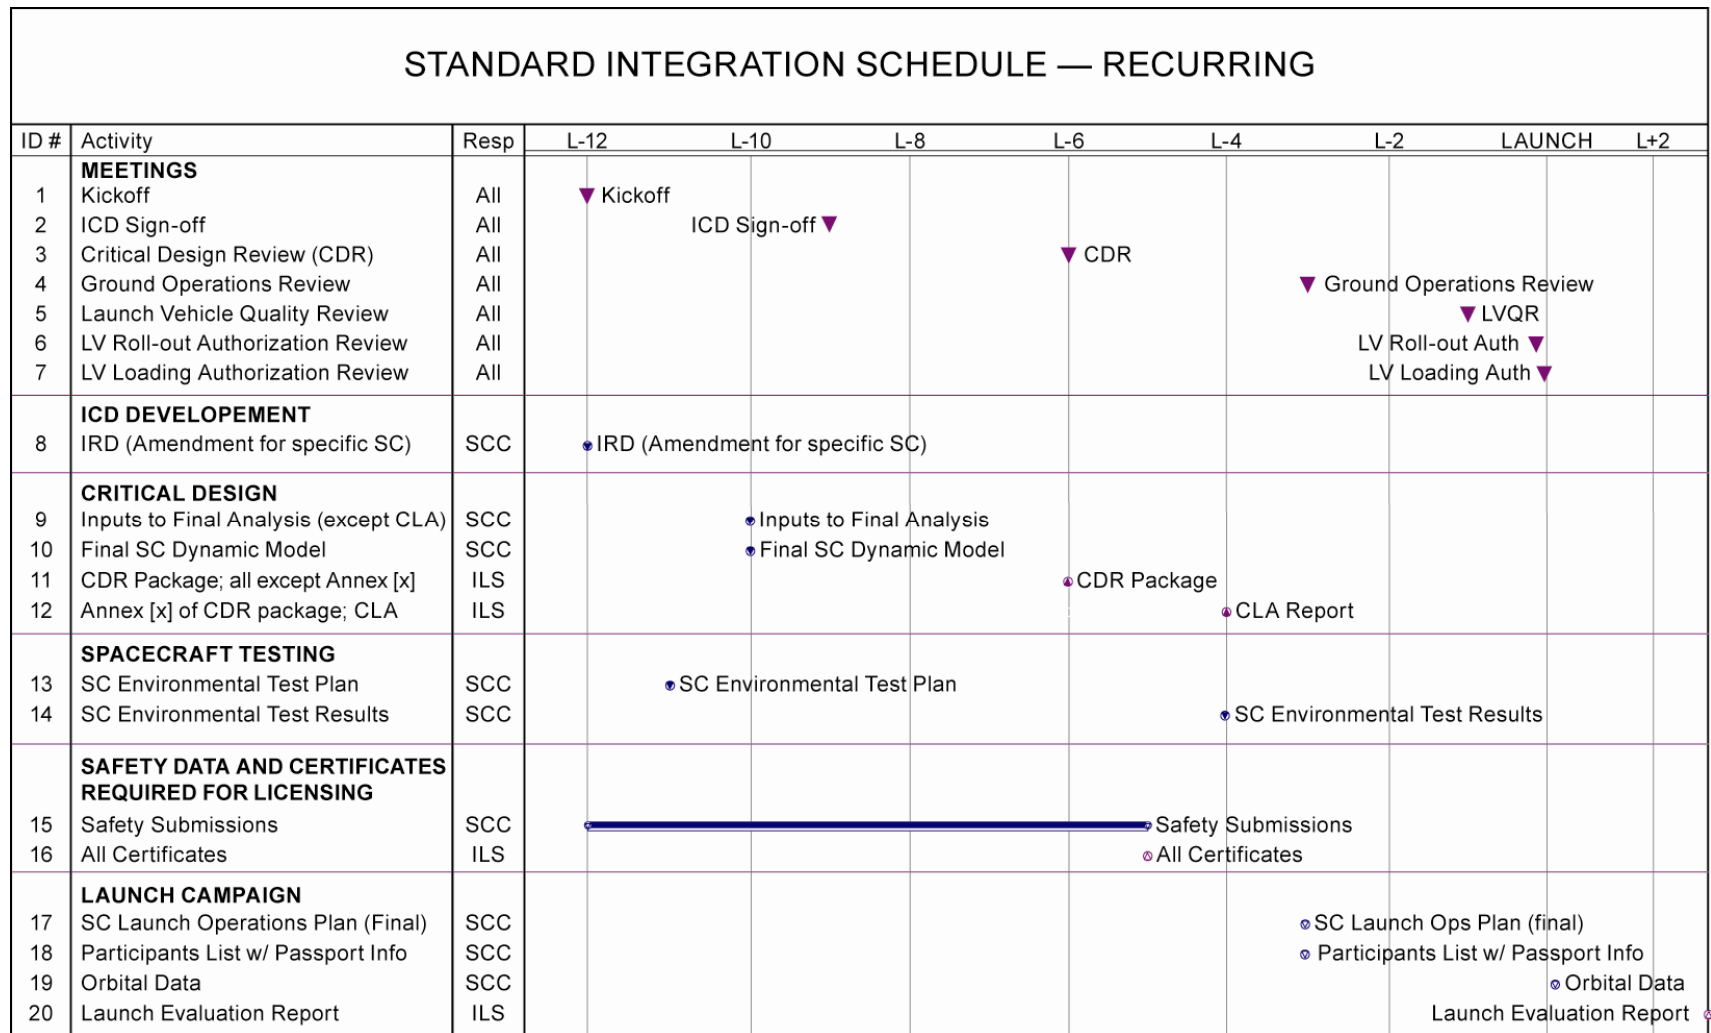 STANDARD INTEGRATION SCHEDULE — RECURRING
ID # Activity Resp L-12 L-10 L-8 L-6 L-4 L-2 LAUNCH L+2
MEETINGS
1 Kickoff All Kickoff
2 ICD Sign-off All ICD Sign-off
3 Critical Design Review (CDR) All CDR
4 Ground Operations Review All Ground Operations Review
5 Launch Vehicle Quality Review All LVQR
6 LV Roll-out Authorization Review All LV Roll-out Auth
7 LV Loading Authorization Review All LV Loading Auth
ICD DEVELOPEMENT
8 IRD (Amendment for specific SC) SCC IRD (Amendment for specific SC)
CRITICAL DESIGN
9 Inputs to Final Analysis (except CLA) SCC Inputs to Final Analysis
10 Final SC Dynamic Model SCC Final SC Dynamic Model
11 CDR Package; all except Annex [x] ILS CDR Package
12 Annex [x] of CDR package; CLA ILS CLA Report
SPACECRAFT TESTING
13 SC Environmental Test Plan SCC SC Environmental Test Plan
14 SC Environmental Test Results SCC SC Environmental Test Results
SAFETY DATA AND CERTIFICATES
REQUIRED FOR LICENSING
15 Safety Submissions SCC Safety Submissions
16 All Certificates ILS All Certificates
LAUNCH CAMPAIGN
17 SC Launch Operations Plan (Final) SCC SC Launch Ops Plan (final)
18 Participants List w/ Passport Info SCC Participants List w/ Passport Info
19 Orbital Data SCC Orbital Data
20 Launch Evaluation Report ILS Launch Evaluation Report